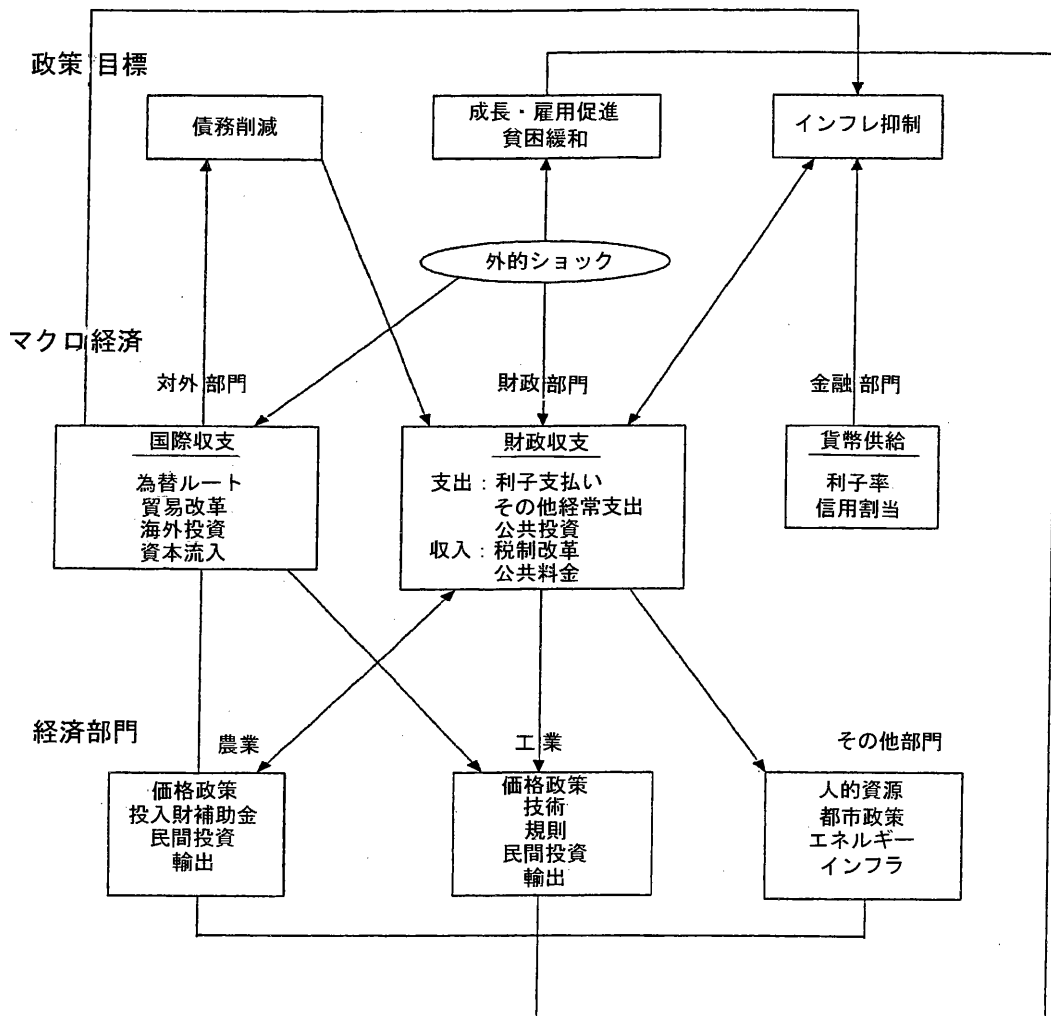 政策目標
債務削減
成長・雇用促進
貧困緩和
インフレ抑制
外的ショック
マクロ経済
対外部門
財政部門
金融部門
国際収支
為替ルート
貿易改革
海外投資
資本流入
財政収支
支出：利子支払い
その他経常支出
公共投資
収入：税制改革
公共料金
貨幣供給
利子率
信用割当
経済部門
農業
工業
その他部門
価格政策
投入財補助金
民間投資
輸出
価格政策
技術
規則
民間投資
輸出
人的資源
都市政策
エネルギー
インフラ